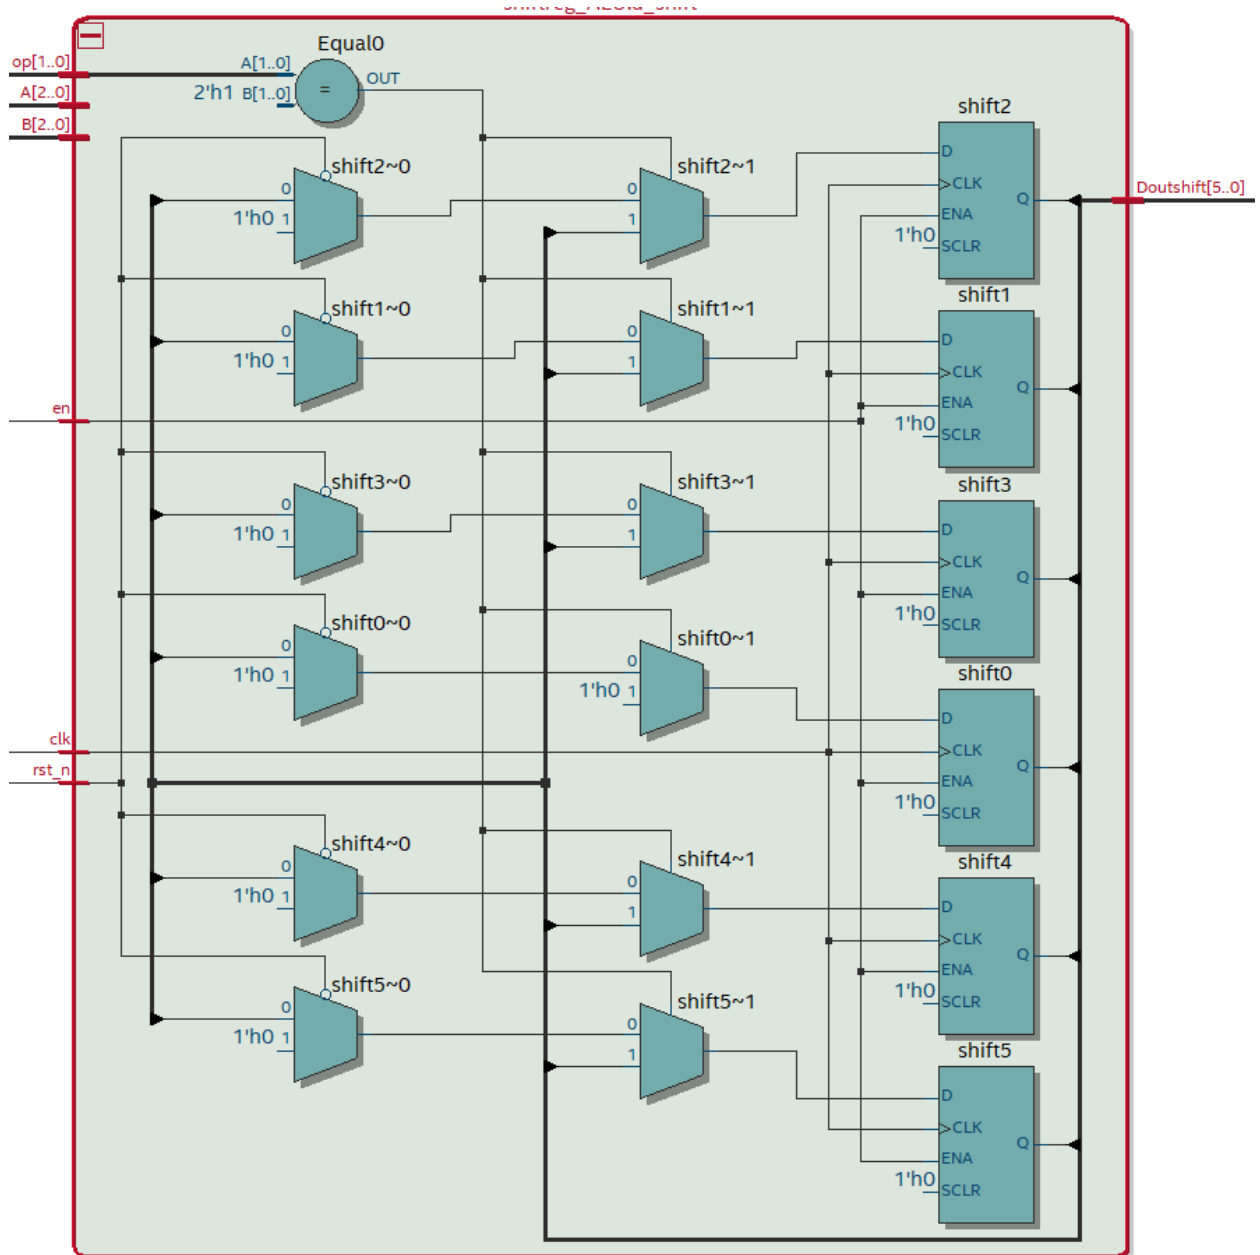 shiftreg_ALU:u_shift
Equal0
op[1..0]
A[1..0]
OUT
=
A[2..0]
2'h1 B[1..0]
B[2..0]
shift2
shift2~0
shift2~1
D
0
0
CLK
Doutshift[5..0]
1'h0 1
1
ENA
Q
1'h0
SCLR
shift1
shift1~0
shift1~1
0
0
D
1'h0 1
1
CLK
Q
en
ENA
1'h0
SCLR
shift3
shift3~0
shift3~1
0
0
D
1'h0 1
1
CLK
Q
ENA
1'h0
SCLR
shift0~0
shift0~1
0
0
shift0
1'h0 1
1'h0 1
D
clk
CLK
Q
rst_n
ENA
1'h0
SCLR
shift4~0
shift4~1
shift4
0
0
1'h0 1
1
D
CLK
Q
ENA
1'h0
SCLR
shift5~0
shift5~1
0
0
1'h0 1
1
shift5
D
CLK
Q
ENA
1'h0
SCLR